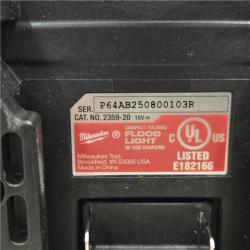 SER. P64AB250800103R
CAT. NO. 2359-20 18V
Milwaukee
COMPACT FOLDING
FLOOD
LIGHT
W/ USB CHARGING
Milwaukee Tool,
Brookfield, WI 53005 USA
Made in China
C UL US
LISTED
E182166